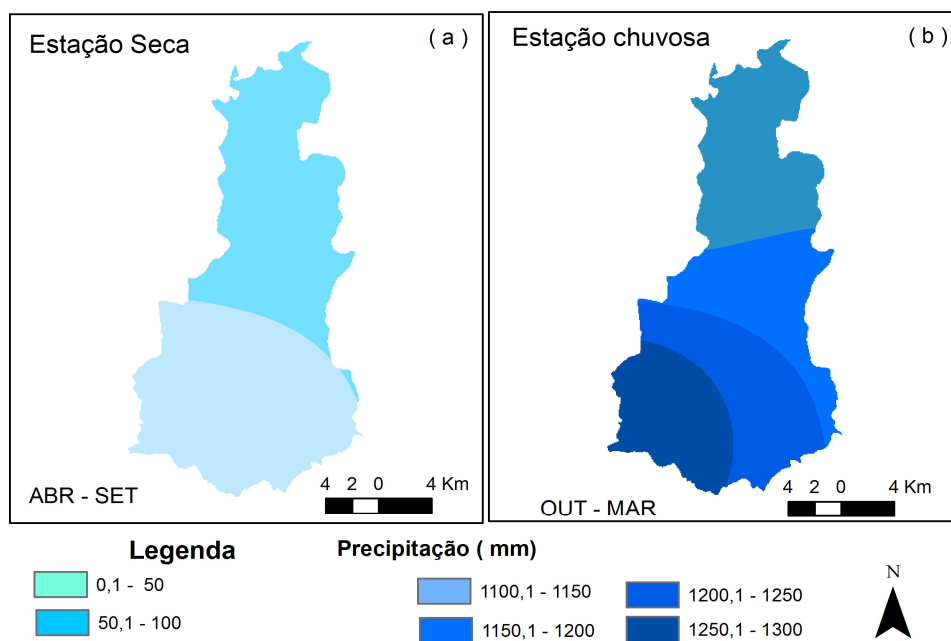 Estação Seca
( a )
ABR - SET
4 2 0 4 Km
Estação chuvosa
( b )
OUT - MAR
4 2 0 4 Km
Legenda
0,1 - 50
50,1 - 100
Precipitação ( mm)
1100,1 - 1150
1150,1 - 1200
1200,1 - 1250
1250,1 - 1300
N